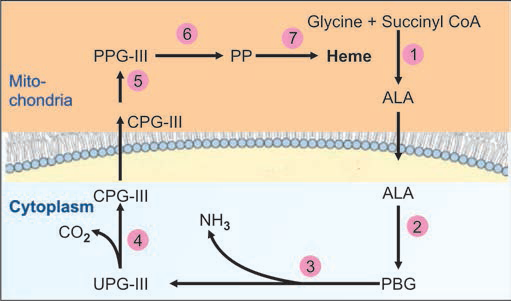 Glycine + Succinyl CoA
6
7
1
PPG-III
PP
Heme
5
Mito-
chondria
ALA
CPG-III
CPG-III
ALA
Cytoplasm
NH3
2
CO2
4
3
UPG-III
PBG